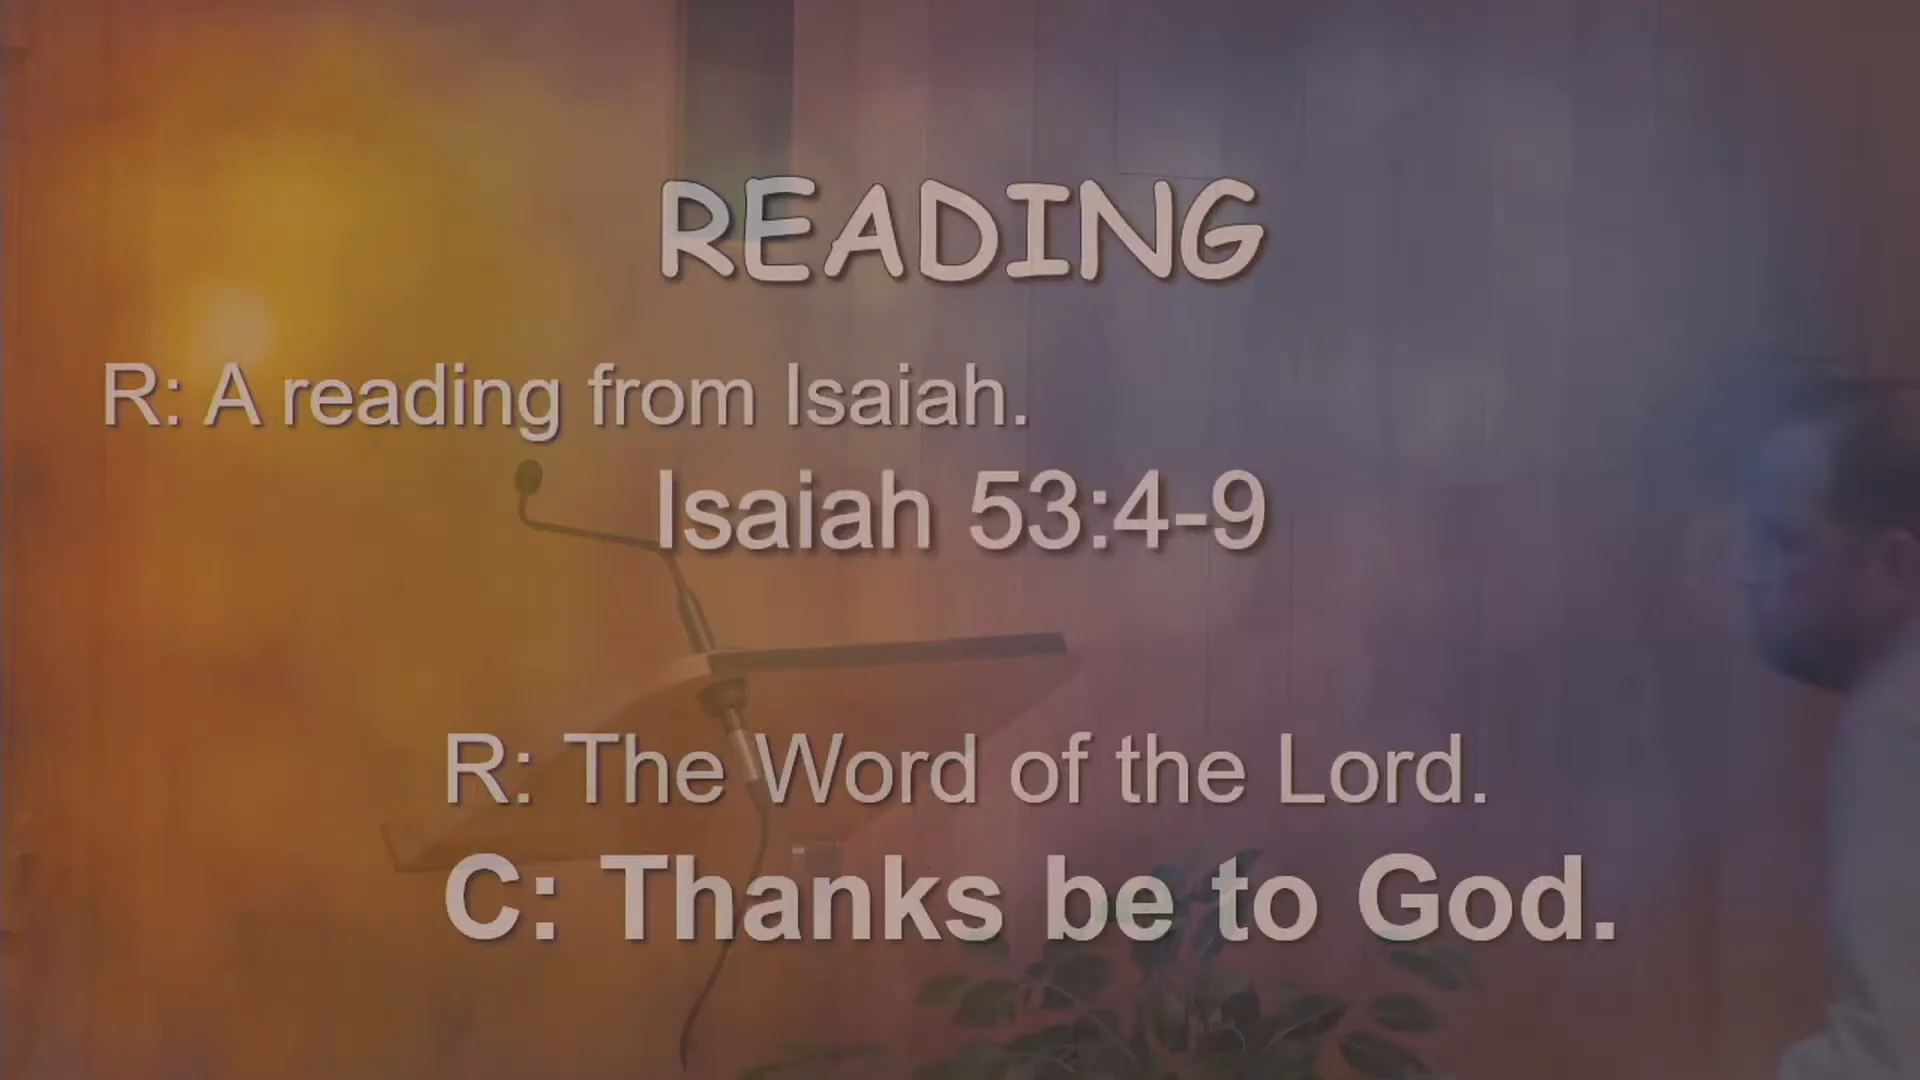 READING
R: A reading from Isaiah.
Isaiah 53:4-9
R: The Word of the Lord.
C: Thanks be to God.